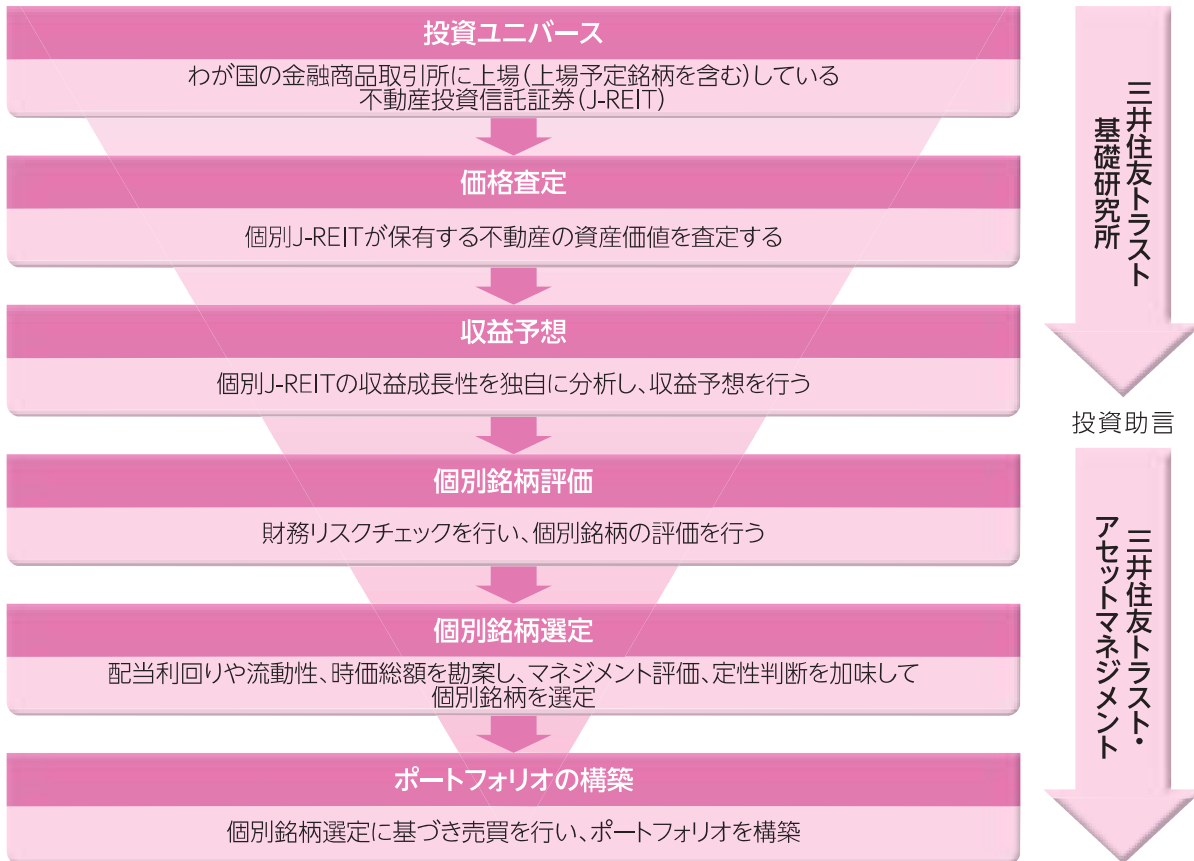 投資ユニバース
わが国の金融商品取引所に上場(上場予定銘柄を含む)している
不動産投資信託証券(J-REIT)
価格査定
個別J-REITが保有する不動産の資産価値を査定する
収益予想
個別J-REITの収益成長性を独自に分析し、収益予想を行う
個別銘柄評価
財務リスクチェックを行い、個別銘柄の評価を行う
個別銘柄選定
配当利回りや流動性、時価総額を勘案し、マネジメント評価、定性判断を加味して
個別銘柄を選定
ポートフォリオの構築
個別銘柄選定に基づき売買を行い、ポートフォリオを構築
三井住友トラスト
基礎研究所
投資助言
三井住友トラスト・
アセットマネジメント